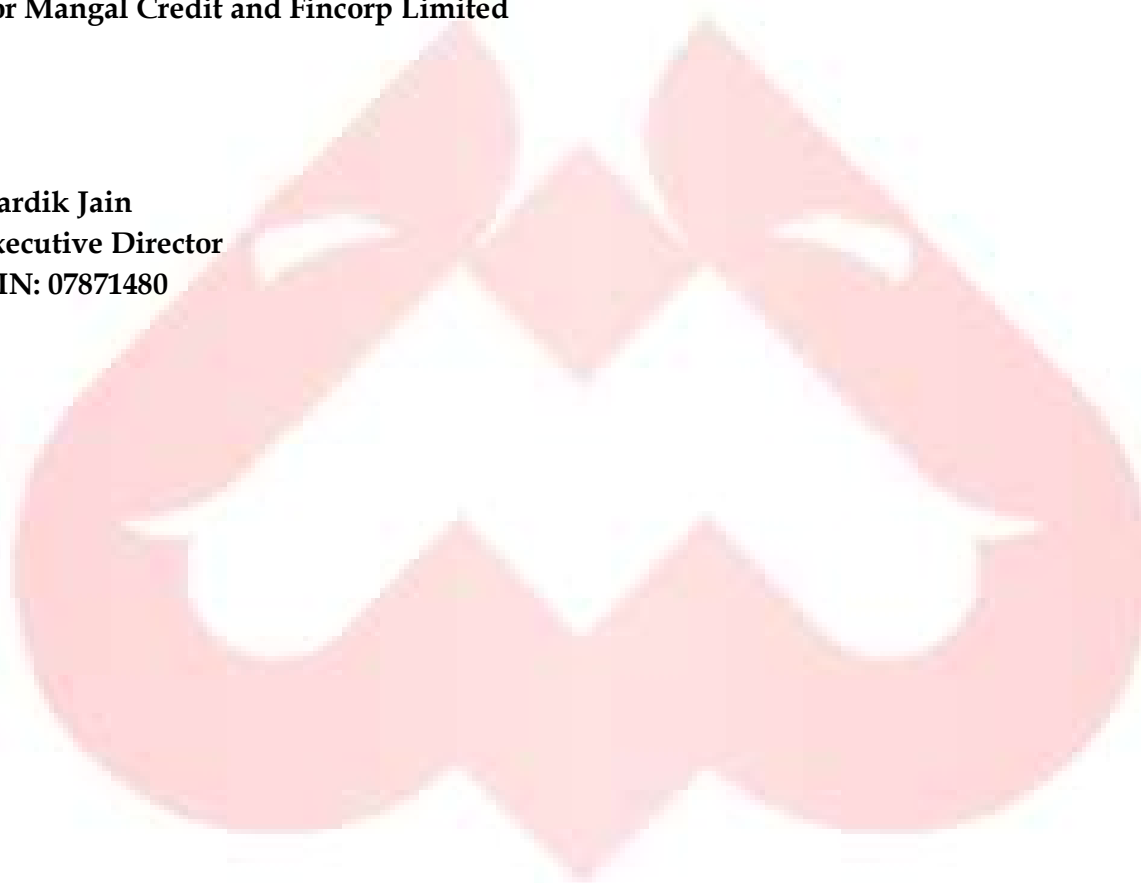 or Mangal Credit and Fincorp Limited
ardik Jain
xecutive Director
IN: 07871480